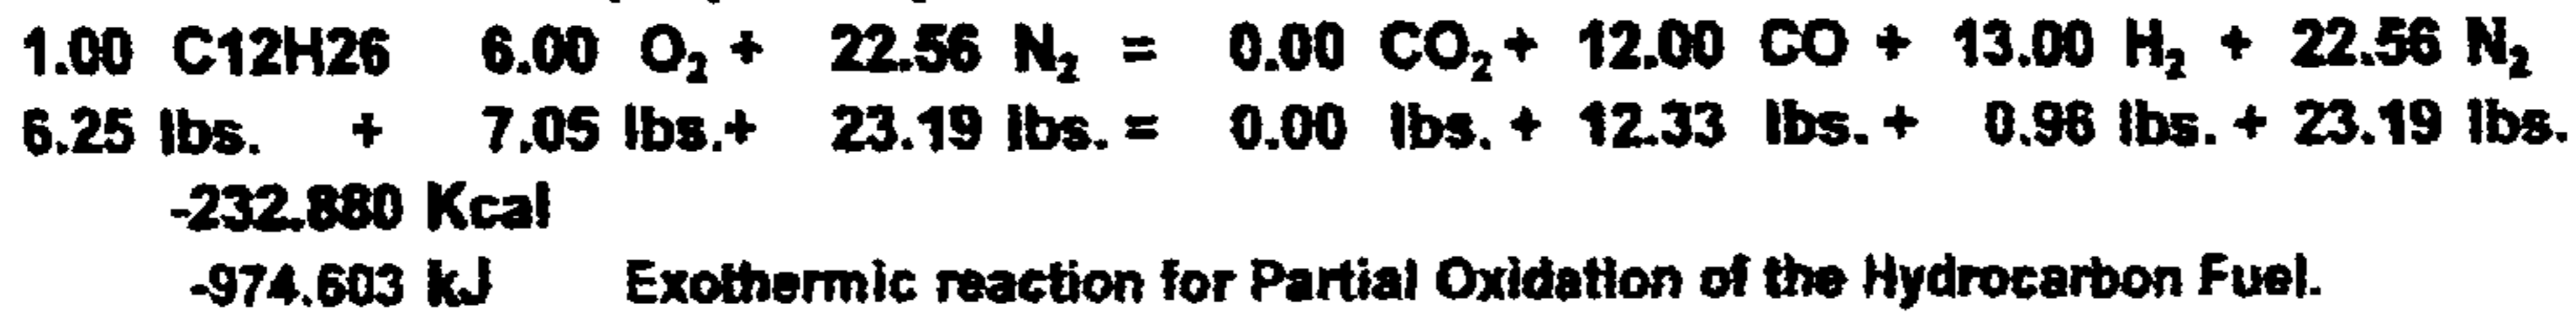 1.00 C12H26 6.00 O₂ + 22.56 N₂ = 0.00 CO₂ + 12.00 CO + 13.00 H₂ + 22.56 N₂
6.25 lbs. + 7.05 lbs.+ 23.19 lbs. = 0.00 lbs. + 12.33 lbs. + 0.96 lbs. + 23.19 lbs.
-232.880 Kcal
-974.603 kJ Exothermic reaction for Partial Oxidation of the Hydrocarbon Fuel.